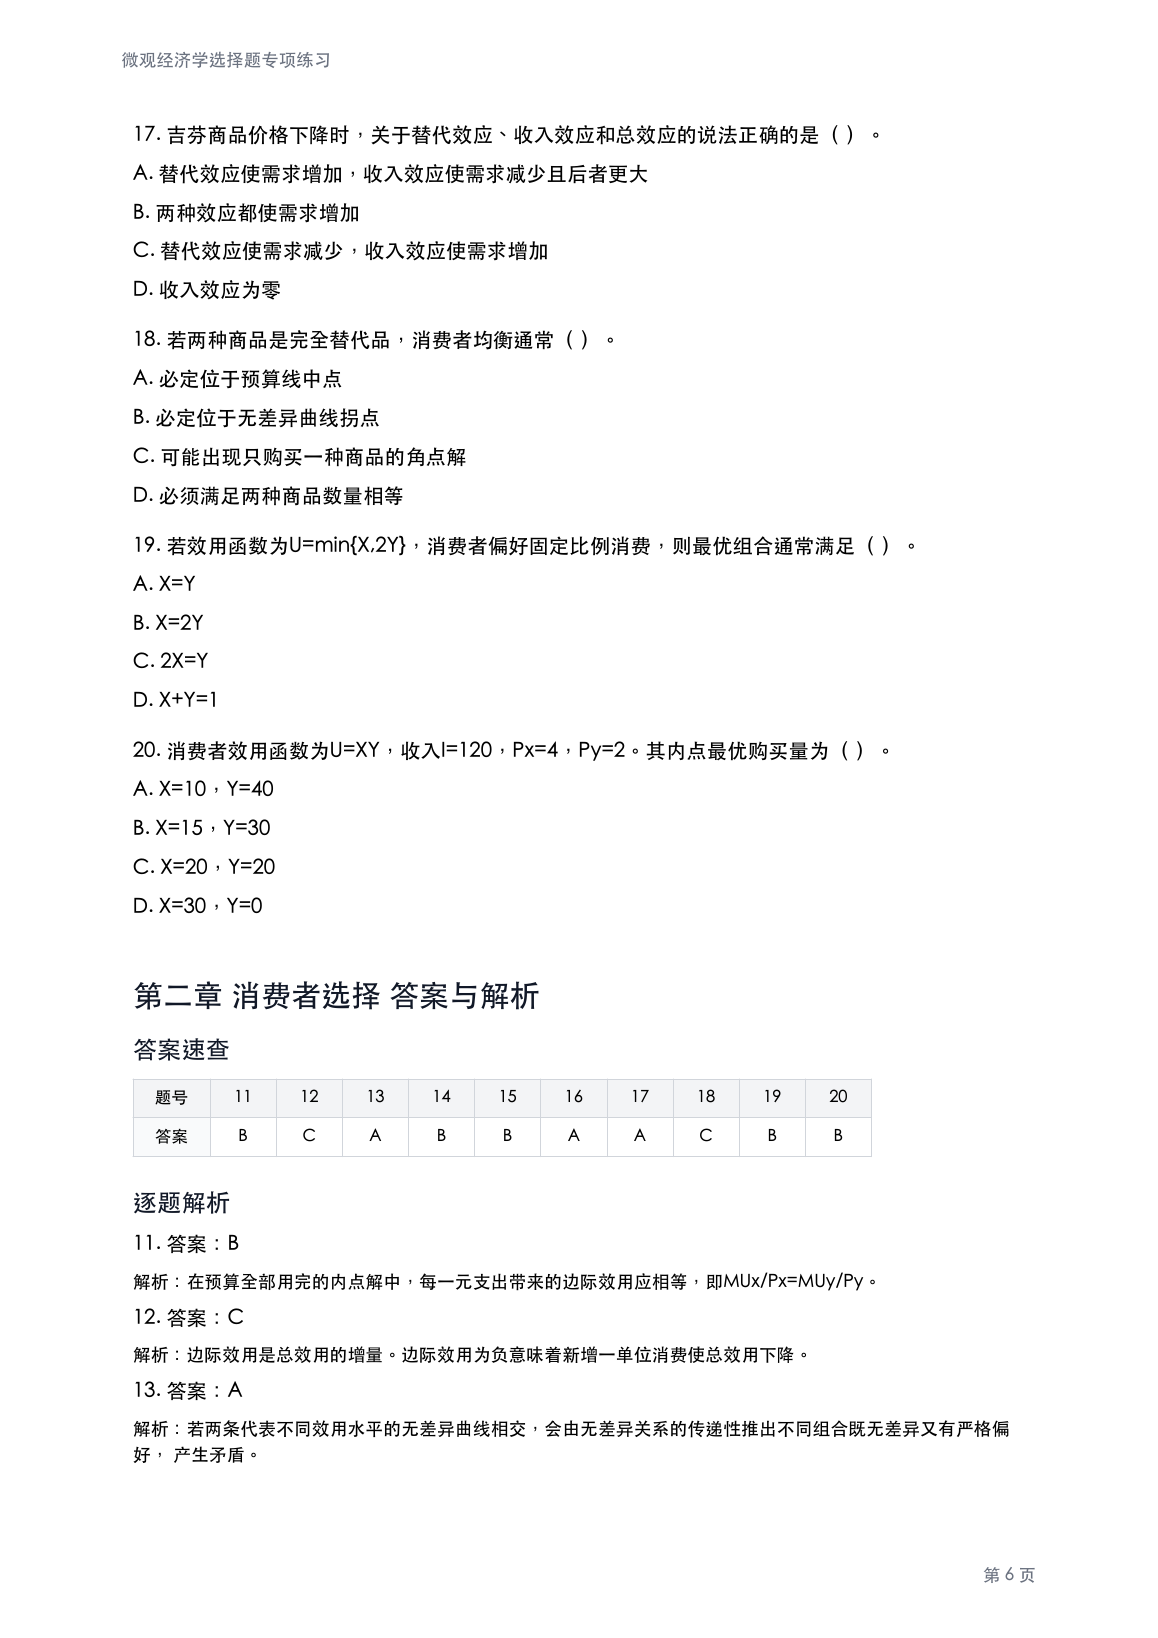 微观经济学选择题专项练习
17. 吉芬商品价格下降时，关于替代效应、收入效应和总效应的说法正确的是（ ）。
A. 替代效应使需求增加，收入效应使需求减少且后者更大
B. 两种效应都使需求增加
C. 替代效应使需求减少，收入效应使需求增加
D. 收入效应为零
18. 若两种商品是完全替代品，消费者均衡通常（ ）。
A. 必定位于预算线中点
B. 必定位于无差异曲线拐点
C. 可能出现只购买一种商品的角点解
D. 必须满足两种商品数量相等
19. 若效用函数为U=min{X,2Y}，消费者偏好固定比例消费，则最优组合通常满足（ ）。
A. X=Y
B. X=2Y
C. 2X=Y
D. X+Y=1
20. 消费者效用函数为U=XY，收入I=120，Px=4，Py=2。其内点最优购买量为（ ）。
A. X=10，Y=40
B. X=15，Y=30
C. X=20，Y=20
D. X=30，Y=0
第二章 消费者选择 答案与解析
答案速查
题号 11 12 13 14 15 16 17 18 19 20
答案 B C A B B A A C B B
逐题解析
11. 答案：B
解析：在预算全部用完的内点解中，每一元支出带来的边际效用应相等，即MUx/Px=MUy/Py。
12. 答案：C
解析：边际效用是总效用的增量。边际效用为负意味着新增一单位消费使总效用下降。
13. 答案：A
解析：若两条代表不同效用水平的无差异曲线相交，会由无差异关系的传递性推出不同组合既无差异又有严格偏
好， 产生矛盾。
第 6 页